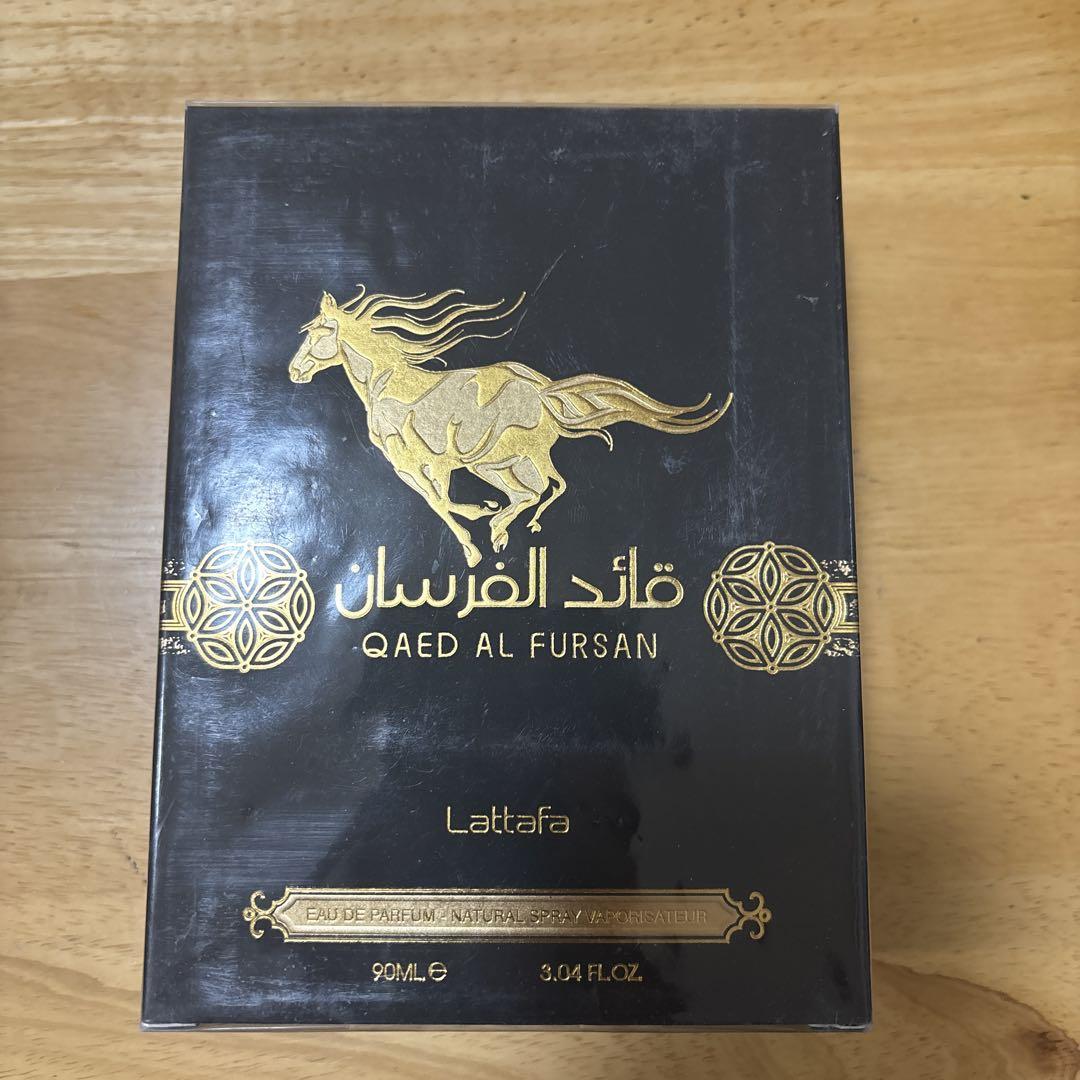 قائد الفرسان
QAED AL FURSAN
Lattafa
EAU DE PARFUM - NATURAL SPRAY VAPORISATEUR
90ML ℮ 3.04 FL.OZ.